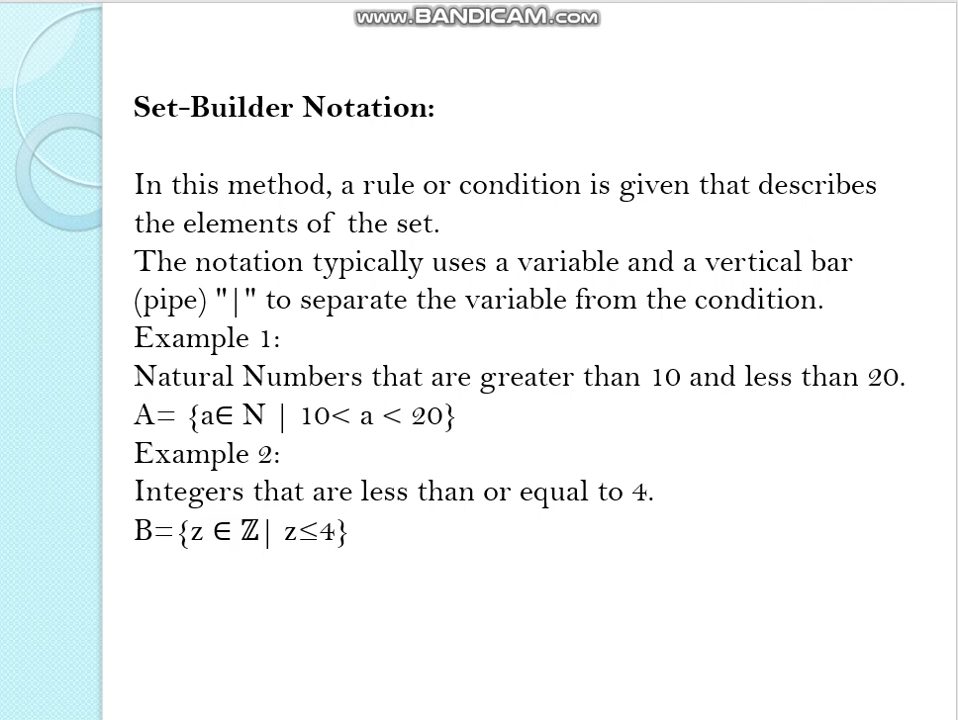 www.BANDICAM.com
Set-Builder Notation:
In this method, a rule or condition is given that describes
the elements of the set.
The notation typically uses a variable and a vertical bar
(pipe) "|" to separate the variable from the condition.
Example 1:
Natural Numbers that are greater than 10 and less than 20.
A= {a∈ N | 10< a < 20}
Example 2:
Integers that are less than or equal to 4.
B={z ∈ ℤ| z≤4}